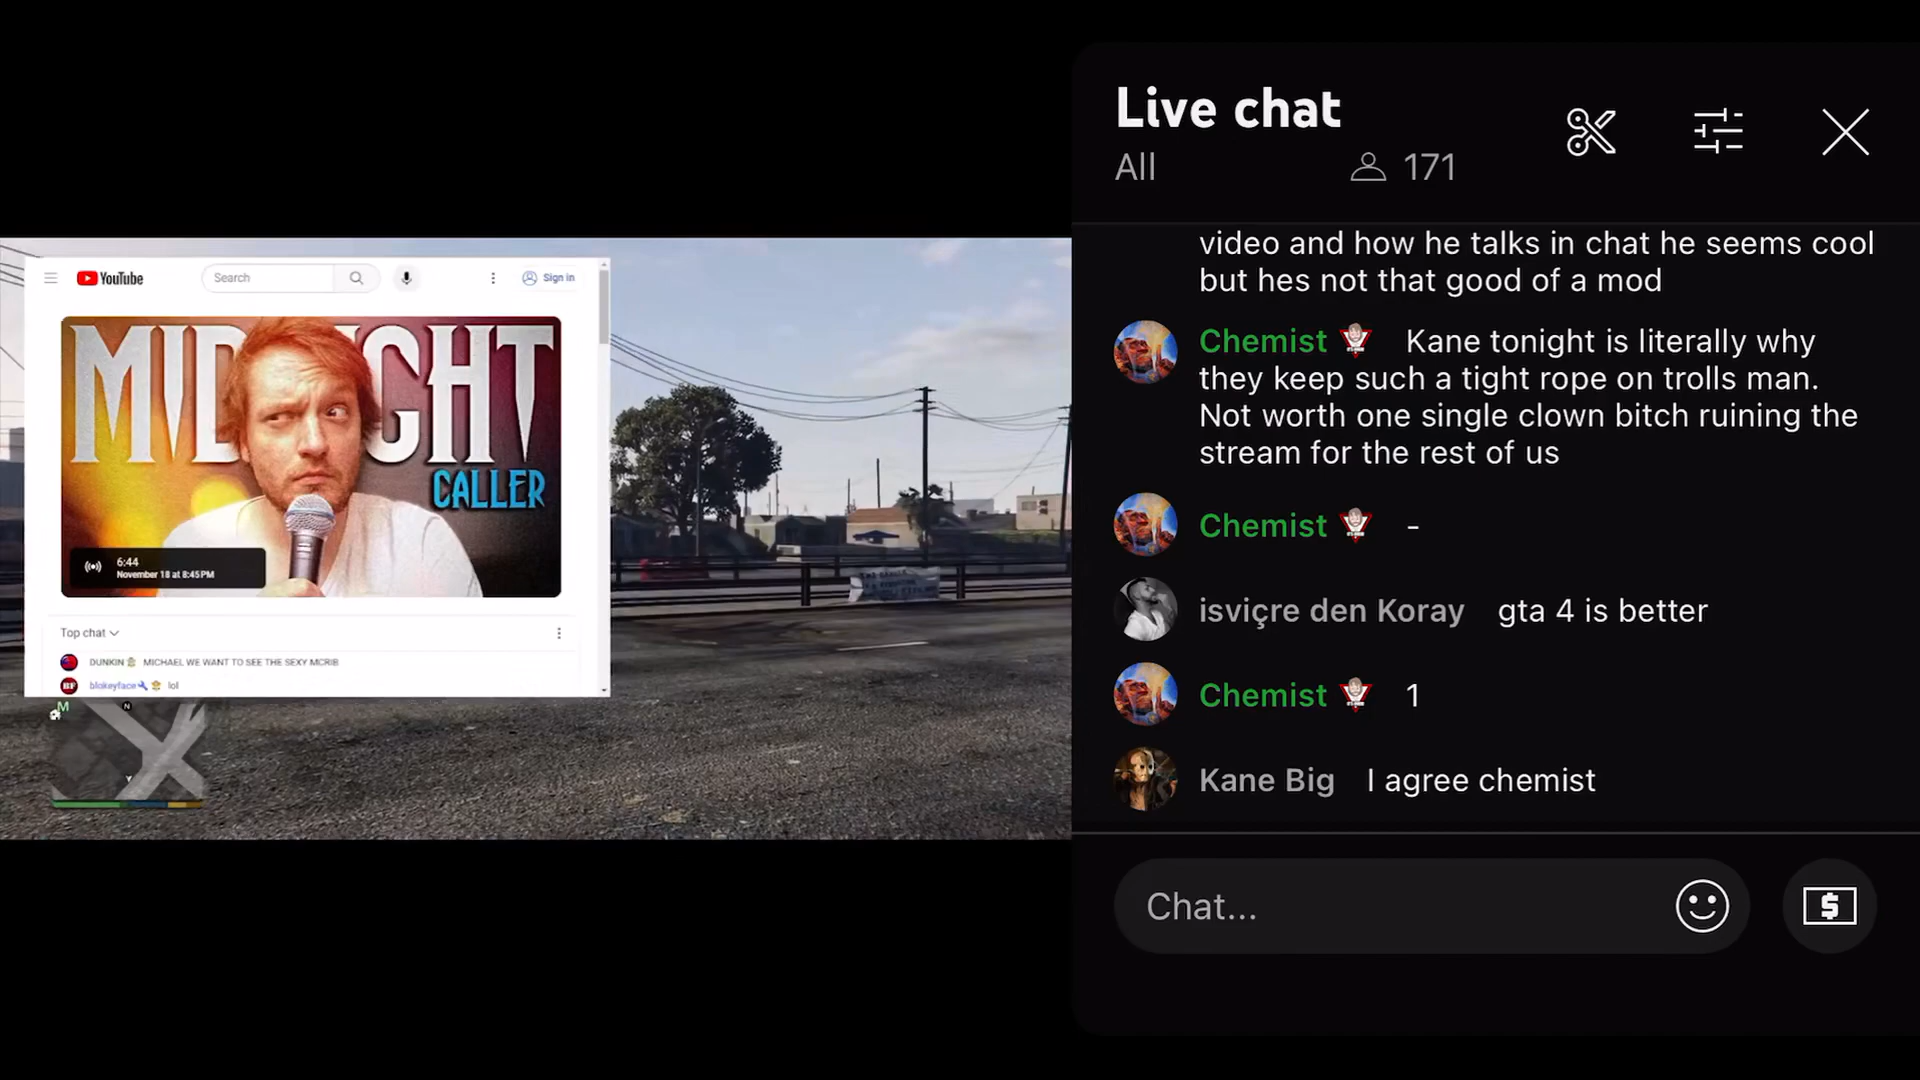 YouTube
Search
Sign in
MIDNIGHT
CALLER
6:44
November 18 at 8:45 PM
Top chat
DUNKIN MICHAEL WE WANT TO SEE THE SEXY MCRIB
BF blokeyface lol
M
N
Live chat
All 171
video and how he talks in chat he seems cool
but hes not that good of a mod
Chemist Kane tonight is literally why
they keep such a tight rope on trolls man.
Not worth one single clown bitch ruining the
stream for the rest of us
Chemist -
isviçre den Koray gta 4 is better
Chemist 1
Kane Big I agree chemist
Chat...
$